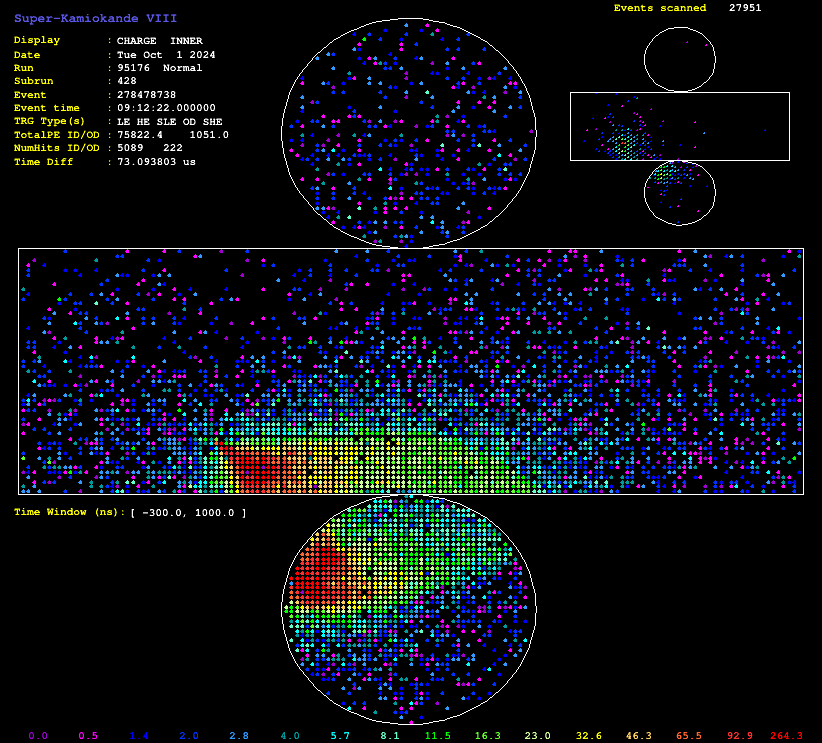 Super-Kamiokande VIII
Events scanned 27951
Display : CHARGE INNER
Date : Tue Oct 1 2024
Run : 95176 Normal
Subrun : 428
Event : 278478738
Event time : 09:12:22.000000
TRG Type(s) : LE HE SLE OD SHE
TotalPE ID/OD : 75822.4 1051.0
NumHits ID/OD : 5089 222
Time Diff : 73.093803 us
Time Window (ns): [ -300.0, 1000.0 ]
0.0 0.5 1.4 2.0 2.8 4.0 5.7 8.1 11.5 16.3 23.0 32.6 46.3 65.5 92.9 264.3